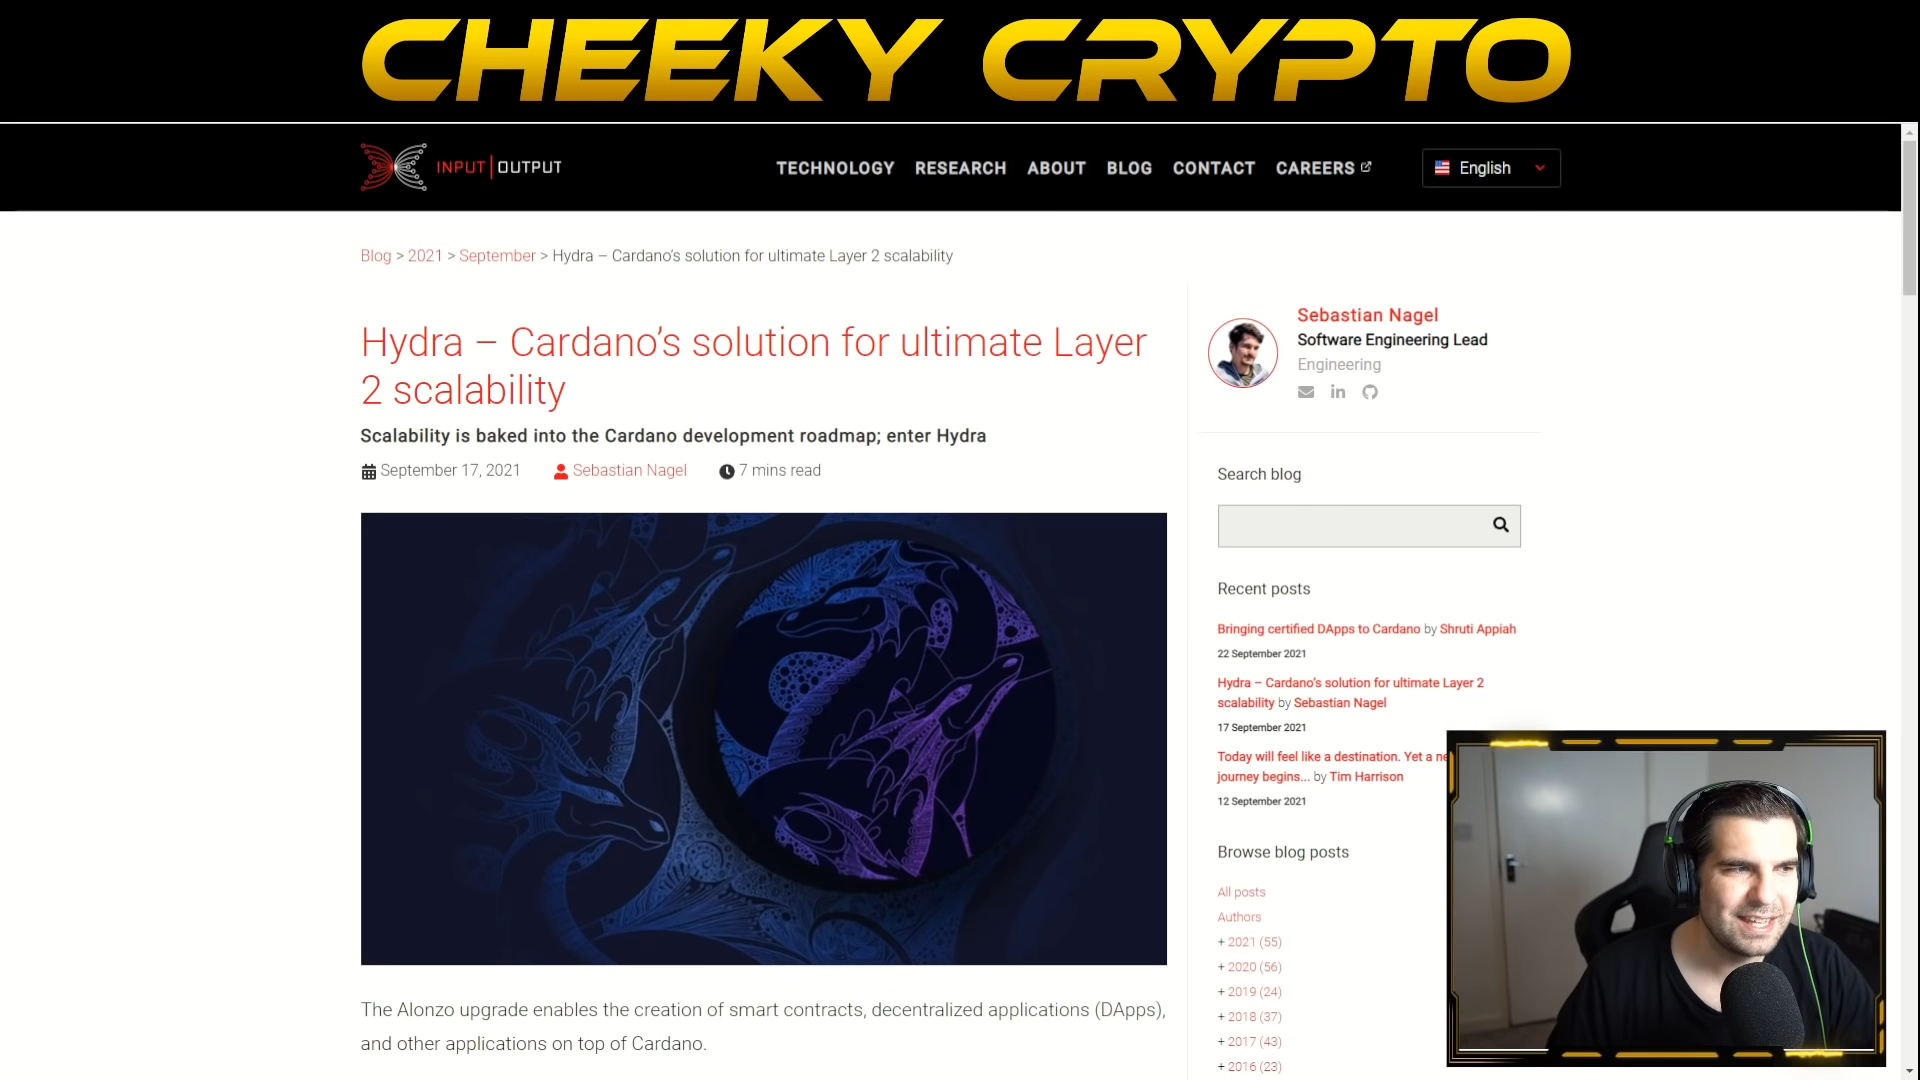 CHEEKY CRYPTO
INPUT | OUTPUT
TECHNOLOGY RESEARCH ABOUT BLOG CONTACT CAREERS
English
Blog > 2021 > September > Hydra – Cardano’s solution for ultimate Layer 2 scalability
Hydra – Cardano’s solution for ultimate Layer
2 scalability
Scalability is baked into the Cardano development roadmap; enter Hydra
September 17, 2021 Sebastian Nagel 7 mins read
The Alonzo upgrade enables the creation of smart contracts, decentralized applications (DApps),
and other applications on top of Cardano.
Sebastian Nagel
Software Engineering Lead
Engineering
Search blog
Recent posts
Bringing certified DApps to Cardano by Shruti Appiah
22 September 2021
Hydra – Cardano’s solution for ultimate Layer 2
scalability by Sebastian Nagel
17 September 2021
Today will feel like a destination. Yet a
journey begins... by Tim Harrison
12 September 2021
Browse blog posts
All posts
Authors
+ 2021 (55)
+ 2020 (56)
+ 2019 (24)
+ 2018 (37)
+ 2017 (43)
+ 2016 (23)